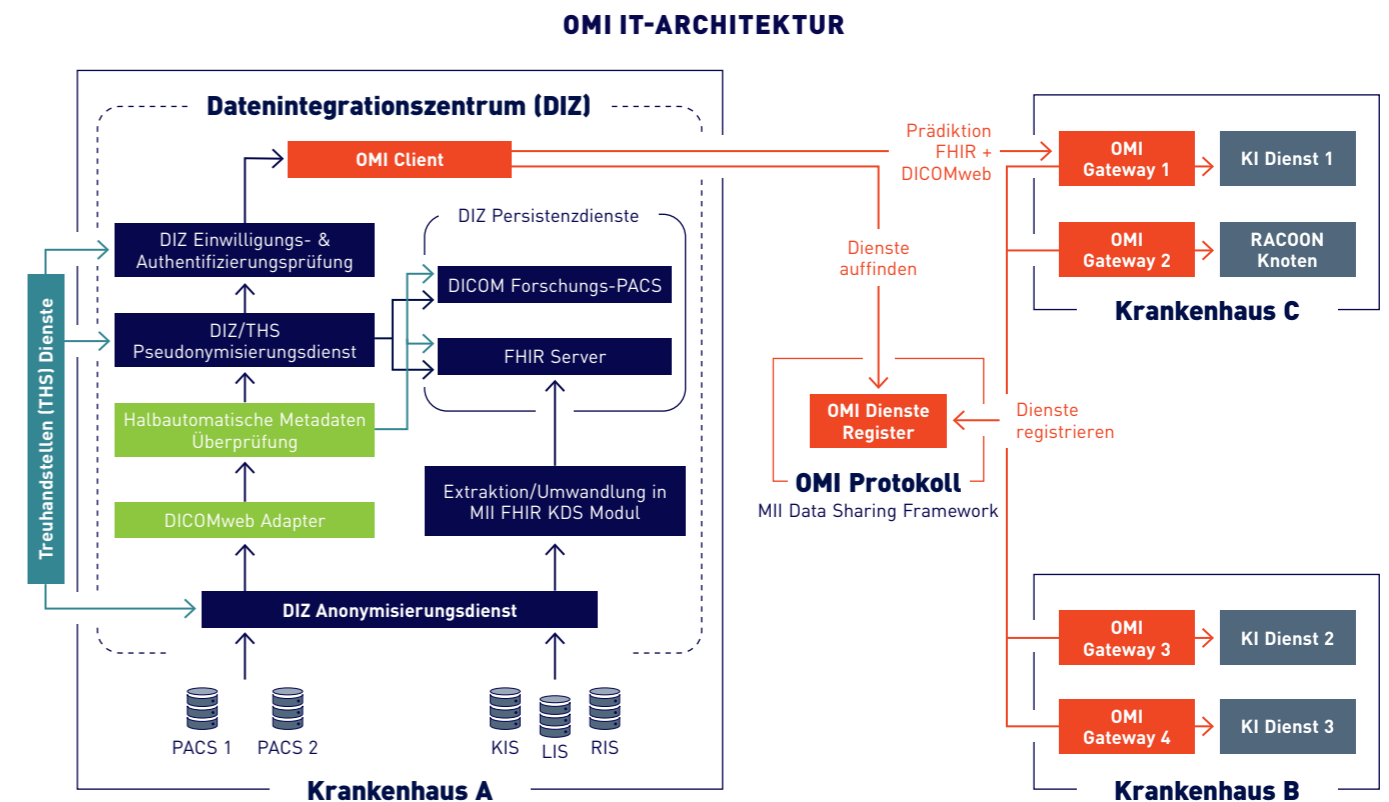 OMI IT-ARCHITEKTUR
Datenintegrationszentrum (DIZ)
OMI Client
DIZ Einwilligungs- &
Authentifizierungsprüfung
DIZ Persistenzdienste
DICOM Forschungs-PACS
DIZ/THS
Pseudonymisierungsdienst
FHIR Server
Halbautomatische Metadaten
Überprüfung
Extraktion/Umwandlung in
MII FHIR KDS Modul
DICOMweb Adapter
DIZ Anonymisierungsdienst
Treuhandstellen (THS) Dienste
PACS 1
PACS 2
KIS
LIS
RIS
Krankenhaus A
Prädiktion
FHIR +
DICOMweb
Dienste
auffinden
OMI Dienste
Register
Dienste
registrieren
OMI Protokoll
MII Data Sharing Framework
OMI
Gateway 1
KI Dienst 1
OMI
Gateway 2
RACOON
Knoten
Krankenhaus C
OMI
Gateway 3
KI Dienst 2
OMI
Gateway 4
KI Dienst 3
Krankenhaus B